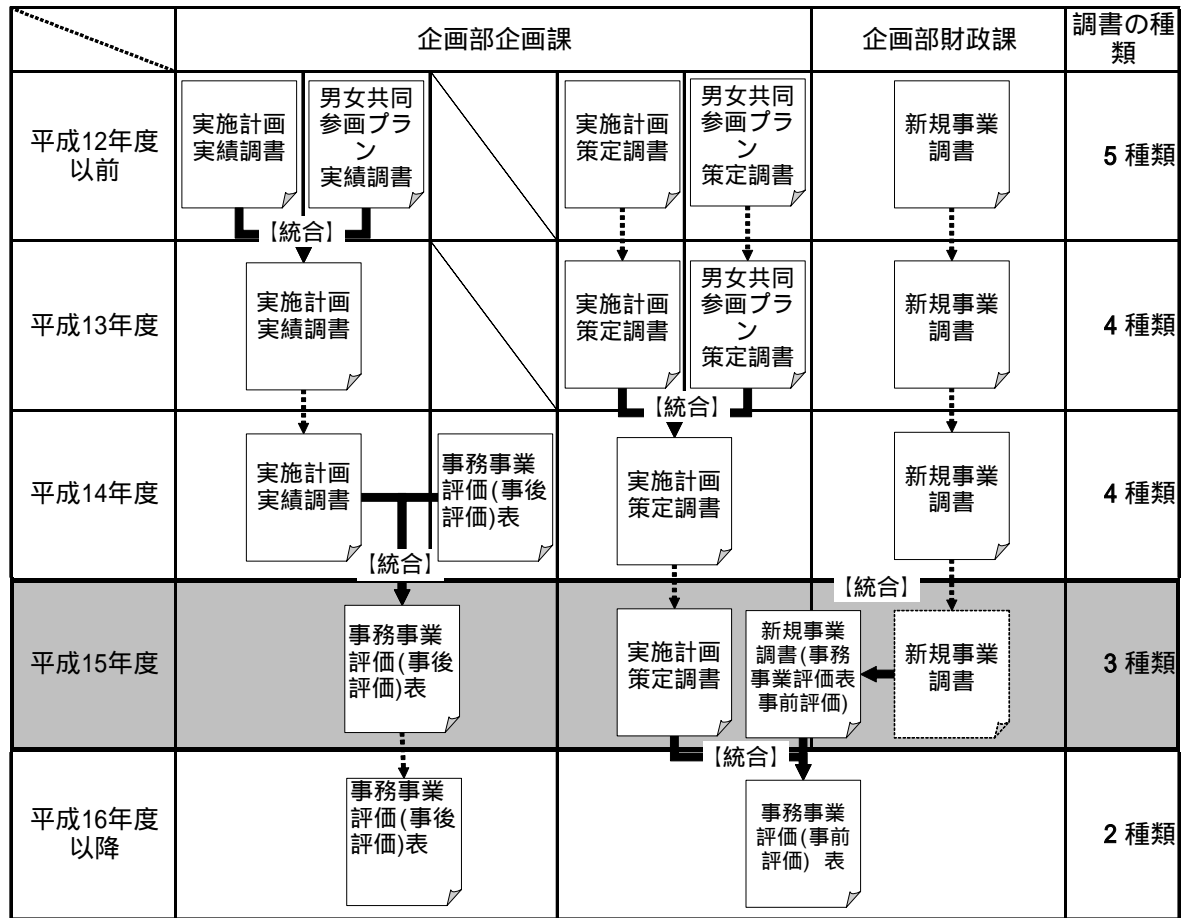 企画部企画課
企画部財政課
調書の種
類
平成12年度
以前
実施計画
実績調書
男女共同
参画プラ
ン
実績調書
実施計画
策定調書
男女共同
参画プラ
ン
策定調書
新規事業
調書
5 種類
【統合】
平成13年度
実施計画
実績調書
実施計画
策定調書
男女共同
参画プラ
ン
策定調書
新規事業
調書
4 種類
【統合】
平成14年度
実施計画
実績調書
事務事業
評価(事後
評価)表
実施計画
策定調書
新規事業
調書
4 種類
【統合】
【統合】
平成15年度
事務事業
評価(事後
評価)表
実施計画
策定調書
新規事業
調書(事務
事業評価表
事前評価)
新規事業
調書
3 種類
【統合】
平成16年度
以降
事務事業
評価(事後
評価)表
事務事業
評価(事前
評価) 表
2 種類